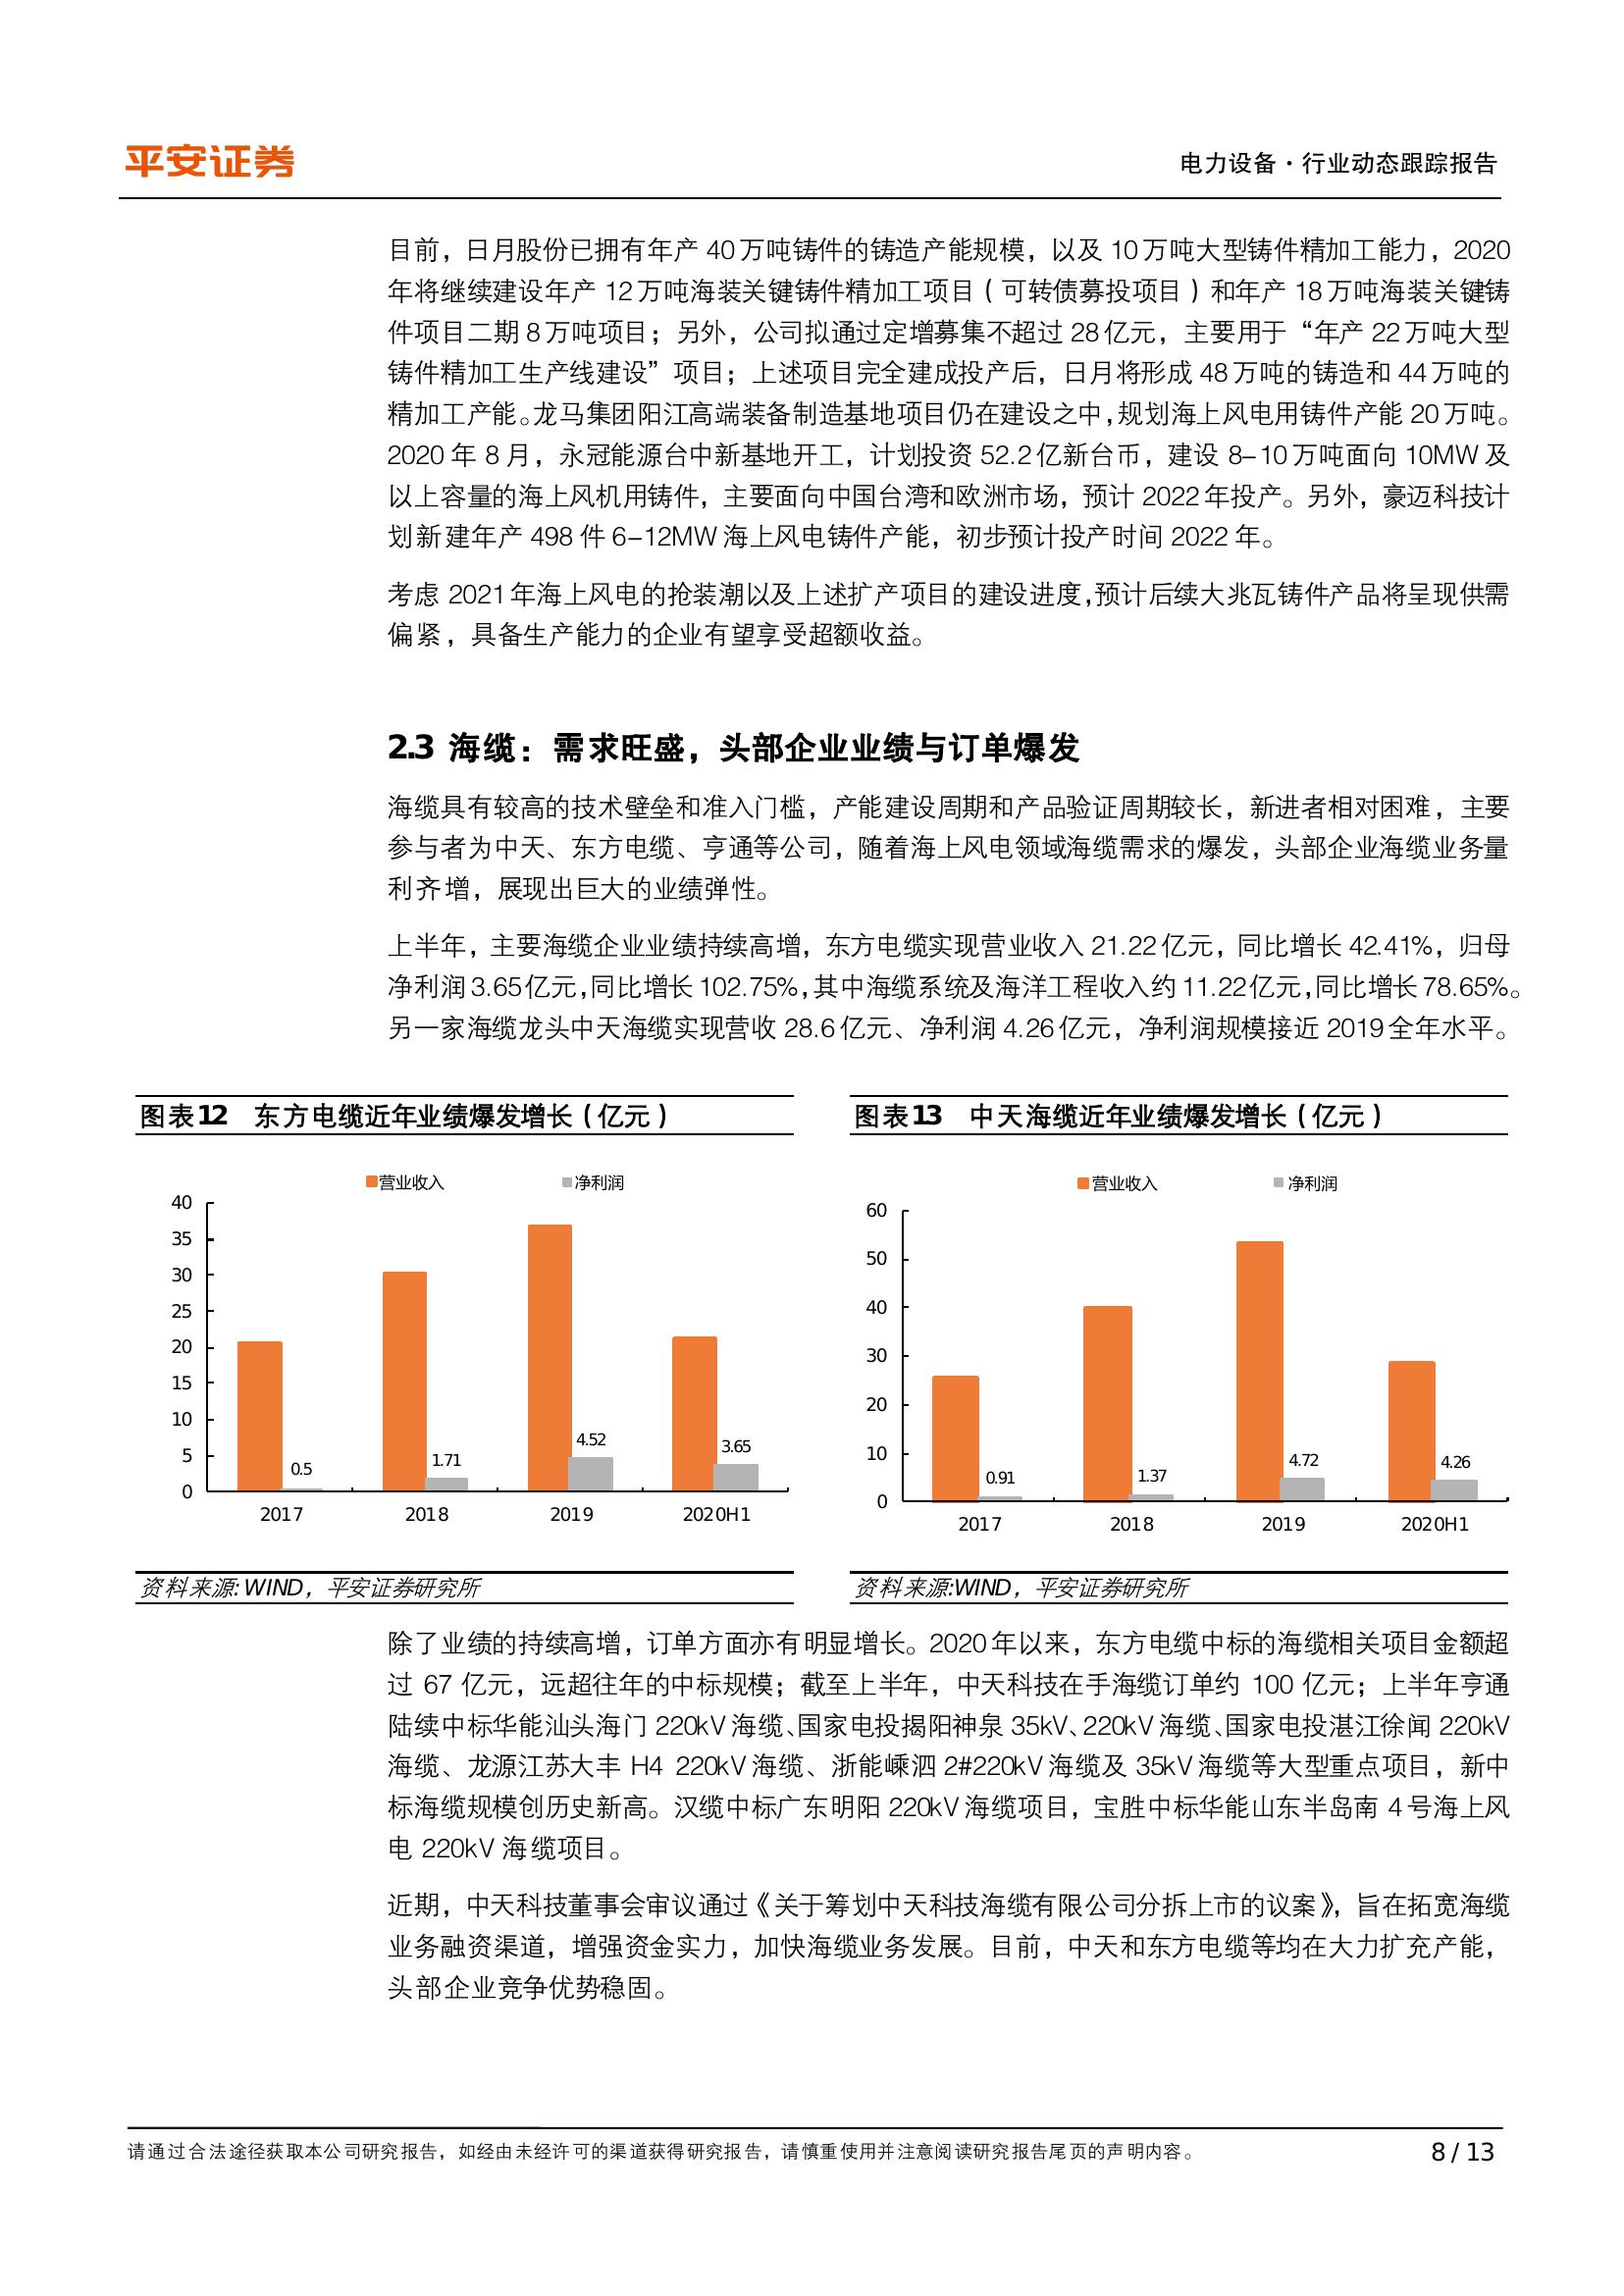 平安证券
电力设备·行业动态跟踪报告
目前，日月股份已拥有年产 40 万吨铸件的铸造产能规模，以及 10 万吨大型铸件精加工能力，2020
年将继续建设年产 12 万吨海装关键铸件精加工项目（可转债募投项目）和年产 18 万吨海装关键铸
件项目二期 8 万吨项目；另外，公司拟通过定增募集不超过 28 亿元，主要用于“年产 22 万吨大型
铸件精加工生产线建设”项目；上述项目完全建成投产后，日月将形成 48 万吨的铸造和 44 万吨的
精加工产能。龙马集团阳江高端装备制造基地项目仍在建设之中，规划海上风电用铸件产能 20 万吨。
2020 年 8 月，永冠能源台中新基地开工，计划投资 52.2 亿新台币，建设 8–10 万吨面向 10MW 及
以上容量的海上风机用铸件，主要面向中国台湾和欧洲市场，预计 2022 年投产。另外，豪迈科技计
划新建年产 498 件 6–12MW 海上风电铸件产能，初步预计投产时间 2022 年。
考虑 2021 年海上风电的抢装潮以及上述扩产项目的建设进度，预计后续大兆瓦铸件产品将呈现供需
偏紧，具备生产能力的企业有望享受超额收益。
2.3 海缆：需求旺盛，头部企业业绩与订单爆发
海缆具有较高的技术壁垒和准入门槛，产能建设周期和产品验证周期较长，新进者相对困难，主要
参与者为中天、东方电缆、亨通等公司，随着海上风电领域海缆需求的爆发，头部企业海缆业务量
利齐增，展现出巨大的业绩弹性。
上半年，主要海缆企业业绩持续高增，东方电缆实现营业收入 21.22 亿元，同比增长 42.41%，归母
净利润 3.65 亿元，同比增长 102.75%，其中海缆系统及海洋工程收入约 11.22 亿元，同比增长 78.65%。
另一家海缆龙头中天海缆实现营收 28.6 亿元、净利润 4.26 亿元，净利润规模接近 2019 全年水平。
图表12 东方电缆近年业绩爆发增长（亿元）
营业收入 净利润
40
35
30
25
20
15
10
5
0
0.5
1.71
4.52
3.65
2017 2018 2019 2020H1
资料来源:WIND，平安证券研究所
图表13 中天海缆近年业绩爆发增长（亿元）
营业收入 净利润
60
50
40
30
20
10
0
0.91
1.37
4.72
4.26
2017 2018 2019 2020H1
资料来源:WIND，平安证券研究所
除了业绩的持续高增，订单方面亦有明显增长。2020 年以来，东方电缆中标的海缆相关项目金额超
过 67 亿元，远超往年的中标规模；截至上半年，中天科技在手海缆订单约 100 亿元；上半年亨通
陆续中标华能汕头海门 220kV 海缆、国家电投揭阳神泉 35kV、220kV 海缆、国家电投湛江徐闻 220kV
海缆、龙源江苏大丰 H4 220kV 海缆、浙能嵊泗 2#220kV 海缆及 35kV 海缆等大型重点项目，新中
标海缆规模创历史新高。汉缆中标广东明阳 220kV 海缆项目，宝胜中标华能山东半岛南 4 号海上风
电 220kV 海缆项目。
近期，中天科技董事会审议通过《关于筹划中天科技海缆有限公司分拆上市的议案》，旨在拓宽海缆
业务融资渠道，增强资金实力，加快海缆业务发展。目前，中天和东方电缆等均在大力扩充产能，
头部企业竞争优势稳固。
请通过合法途径获取本公司研究报告，如经由未经许可的渠道获得研究报告，请慎重使用并注意阅读研究报告尾页的声明内容。
8 / 13